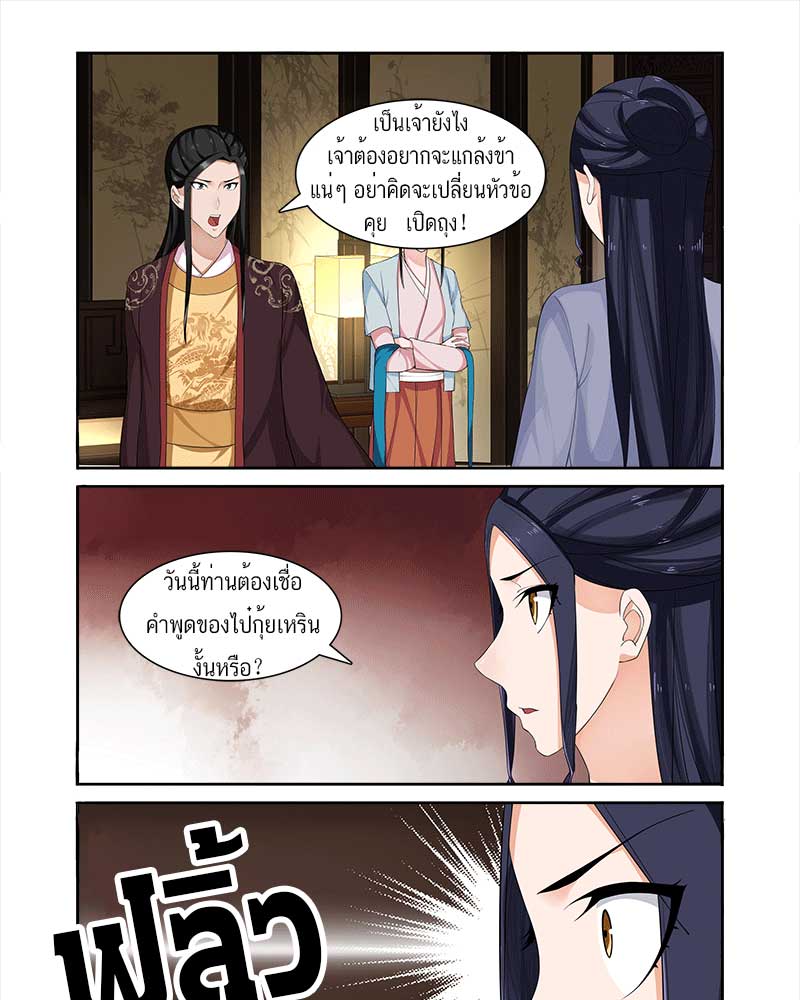 เป็นเจ้ายังไง
เจ้าต้องอยากจะแกล้งข้า
แน่ๆ อย่าคิดจะเปลี่ยนหัวข้อ
คุย เปิดถุง!
วันนี้ท่านต้องเชื่อ
คำพูดของไป๋กุ้ยเหริน
งั้นหรือ?
ฟลิ้ว